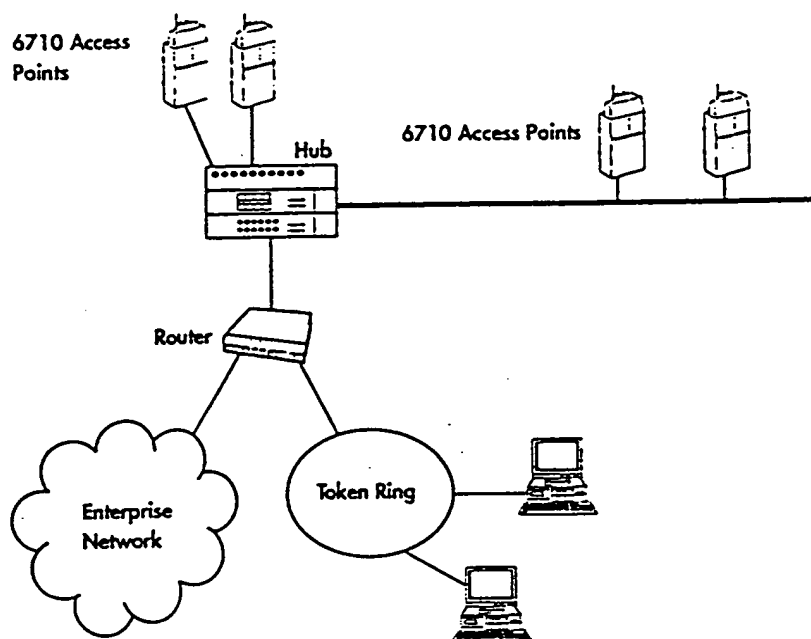 6710 Access
Points
6710 Access Points
Hub
Router
Enterprise
Network
Token Ring